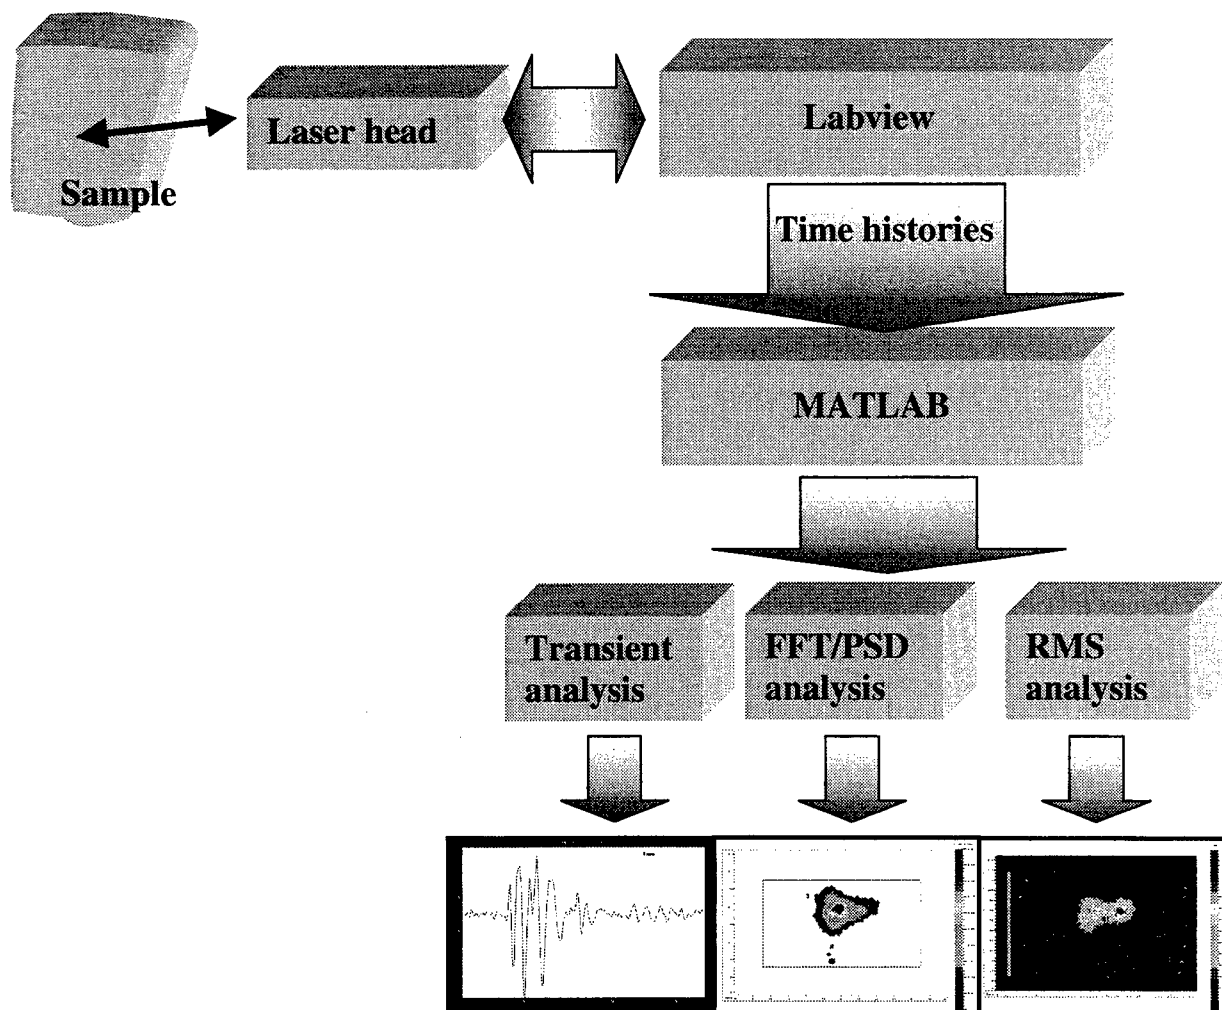 Laser head
Labview
Sample
Time histories
MATLAB
Transient
analysis
FFT/PSD
analysis
RMS
analysis